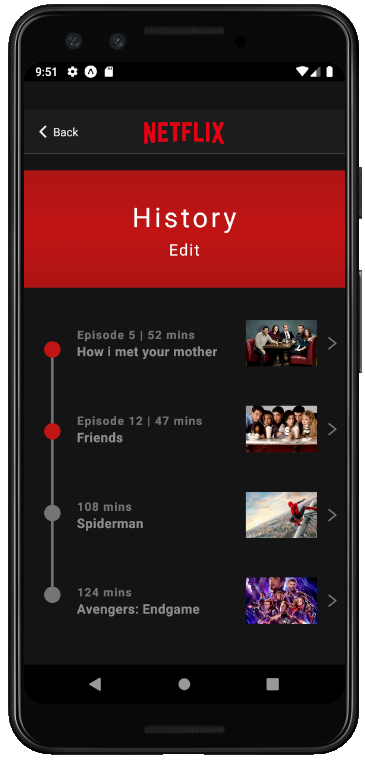 9:51
Back
NETFLIX
History
Edit
Episode 5 | 52 mins
How i met your mother
Episode 12 | 47 mins
Friends
108 mins
Spiderman
124 mins
Avengers: Endgame